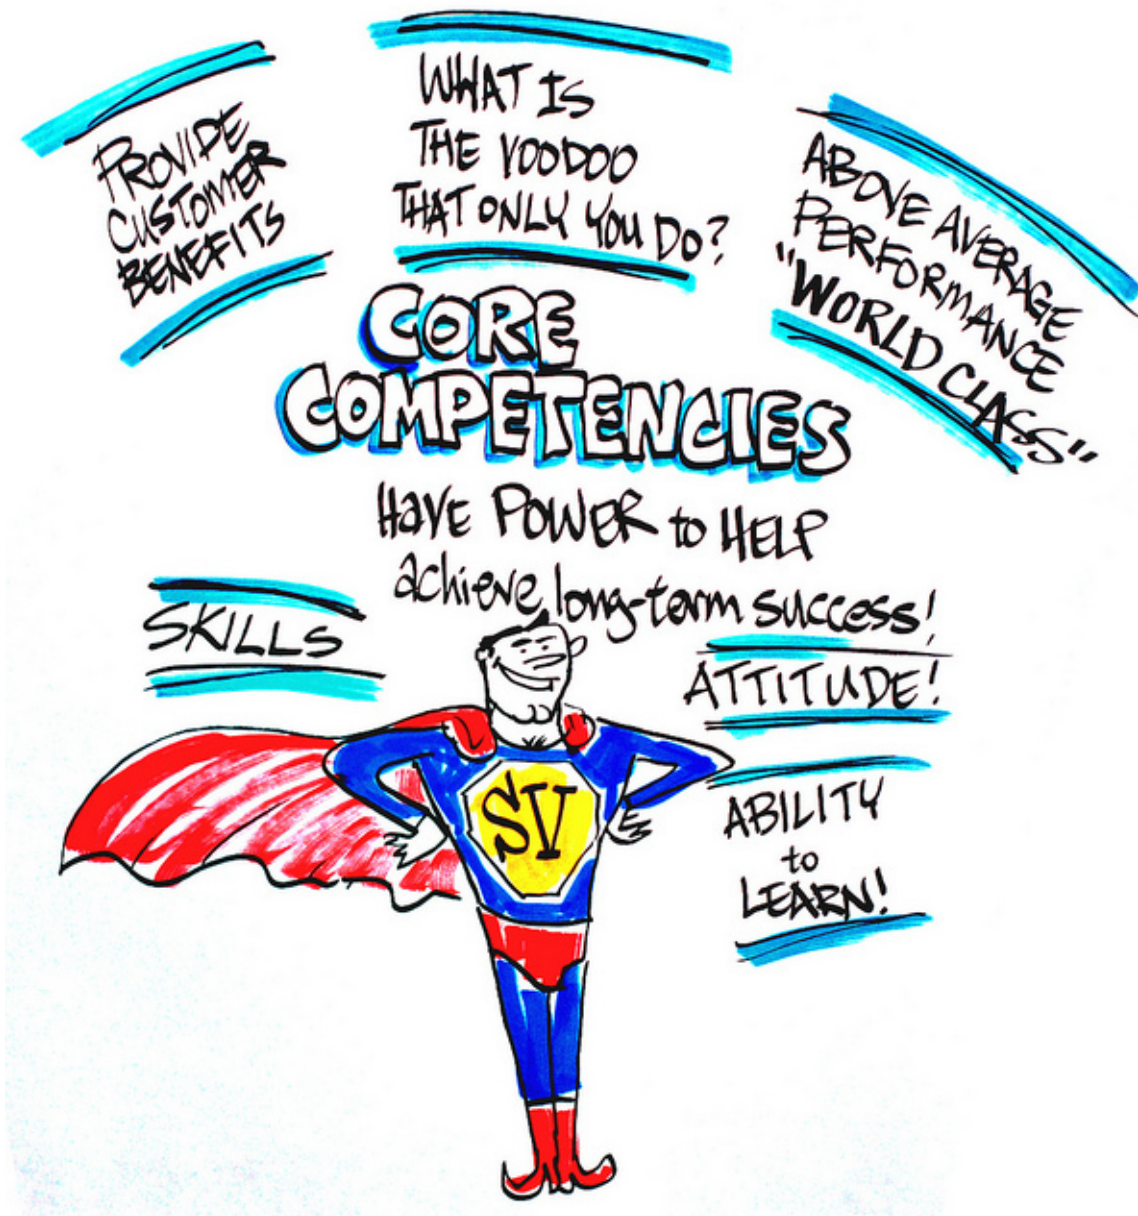 PROVIDE
CUSTOMER
BENEFITS
WHAT IS
THE VOODOO
THAT ONLY YOU DO?
ABOVE AVERAGE
PERFORMANCE
"WORLD CLASS"
CORE
COMPETENCIES
HAVE POWER to HELP
achieve long-term success!
SKILLS
ATTITUDE!
ABILITY
to
LEARN!
SV